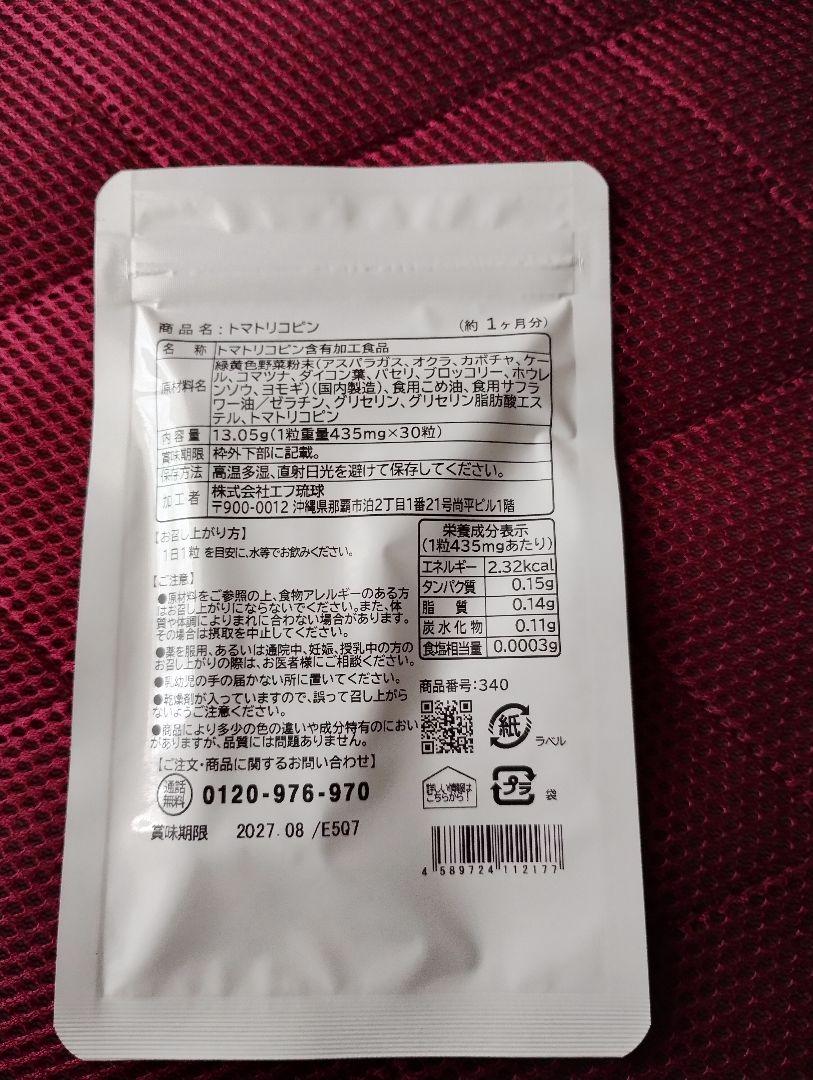 商品名：トマトリコピン （約 1ヶ月分）
名 称 トマトリコピン含有加工食品
原材料名 緑黄色野菜粉末（アスパラガス、オクラ、カボチャ、ケー
ル、コマツナ、ダイコン葉、パセリ、ブロッコリー、ホウレ
ンソウ、ヨモギ）（国内製造）、食用こめ油、食用サフラ
ワー油／ゼラチン、グリセリン、グリセリン脂肪酸エス
テル、トマトリコピン
内容量 13.05g（1粒重量435mg×30粒）
賞味期限 枠外下部に記載。
保存方法 高温多湿、直射日光を避けて保存してください。
加工者 株式会社エフ琉球
〒900-0012 沖縄県那覇市泊2丁目1番21号尚平ビル1階
【お召し上がり方】
1日1粒 を目安に、水等でお飲みください。
【ご注意】
●原材料をご参照の上、食物アレルギーのある方
はお召し上がりにならないでください。また、体
質や体調によりまれに合わない場合があります。
その場合は摂取を中止してください。
●薬を服用、あるいは通院中、妊娠、授乳中の方の
お召し上がりの際は、お医者様にご相談ください。
●乳幼児の手の届かない所に置いてください。
●乾燥剤が入っていますので、誤って召し上がら
ないようご注意ください。
●商品により多少の色の違いや成分特有のにおい
がありますが、品質には問題ありません。
【ご注文・商品に関するお問い合わせ】
通話
無料 0120-976-970
賞味期限 2027.08 /E5Q7
栄養成分表示
（1粒435mgあたり）
エネルギー 2.32kcal
タンパク質 0.15g
脂 質 0.14g
炭水化物 0.11g
食塩相当量 0.0003g
商品番号：340
紙 ラベル
詳しい情報は
こちらから！
プラ 袋
4 589724 112177